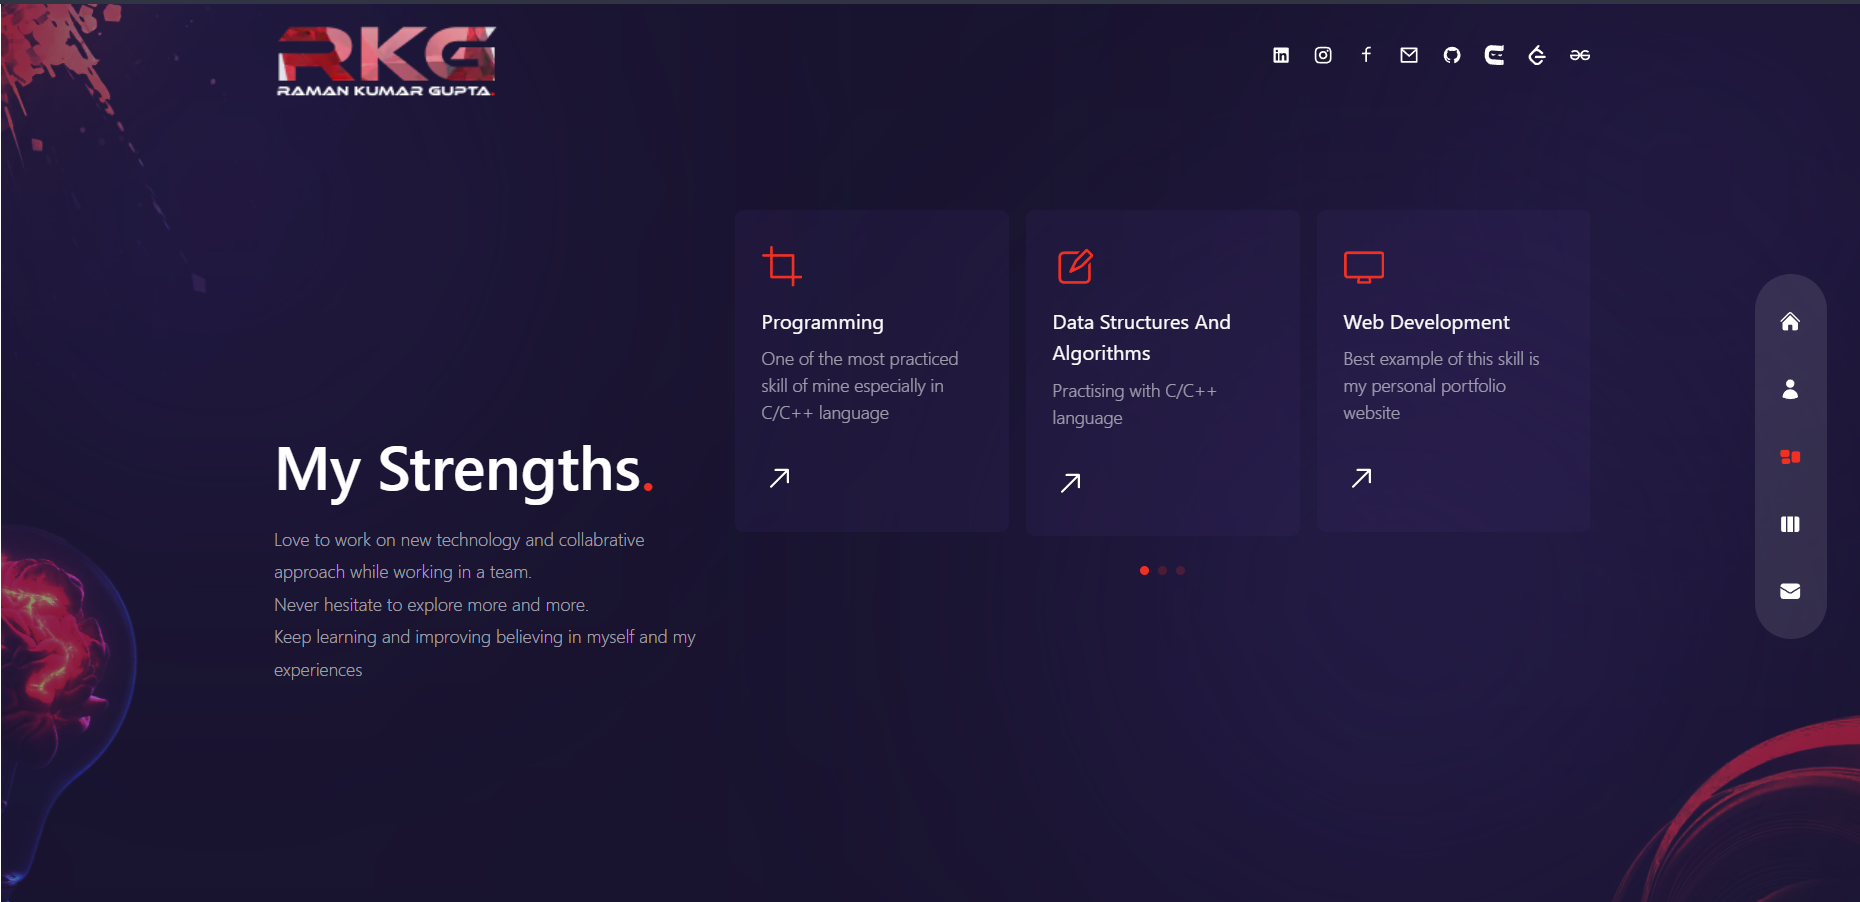 RKG
RAMAN KUMAR GUPTA.
My Strengths.
Love to work on new technology and collabrative
approach while working in a team.
Never hesitate to explore more and more.
Keep learning and improving believing in myself and my
experiences
Programming
One of the most practiced
skill of mine especially in
C/C++ language
Data Structures And
Algorithms
Practising with C/C++
language
Web Development
Best example of this skill is
my personal portfolio
website